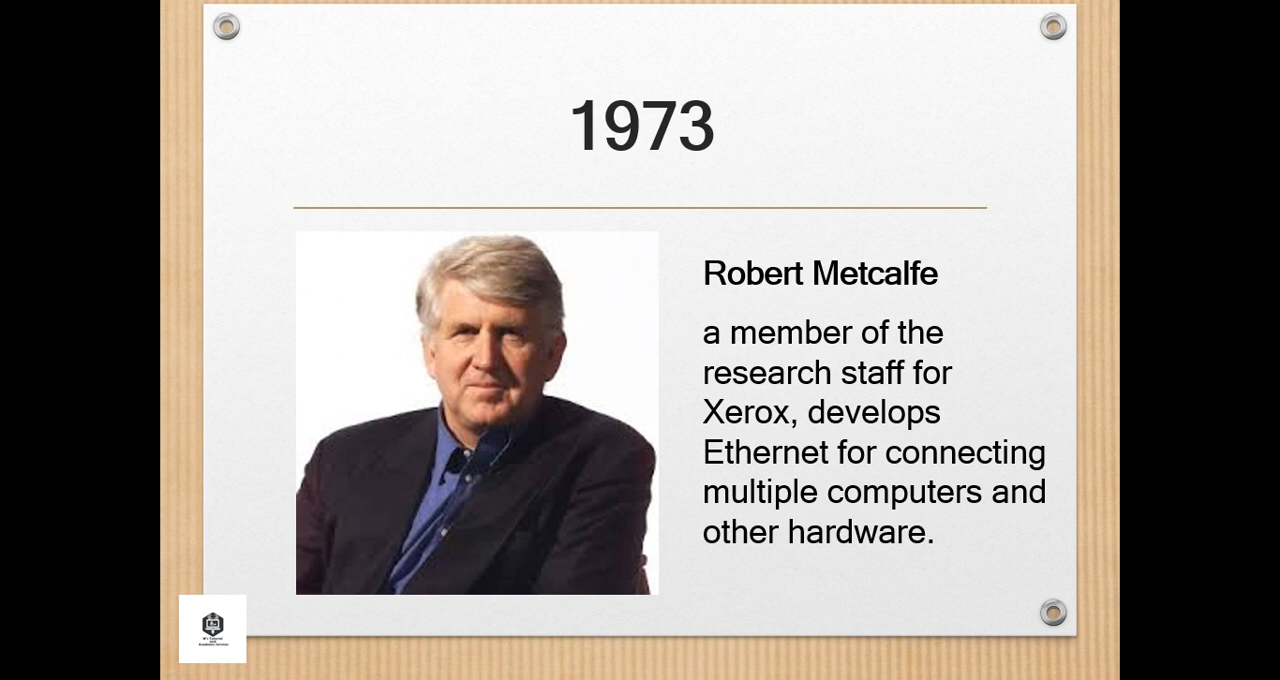 1973
Robert Metcalfe
a member of the
research staff for
Xerox, develops
Ethernet for connecting
multiple computers and
other hardware.